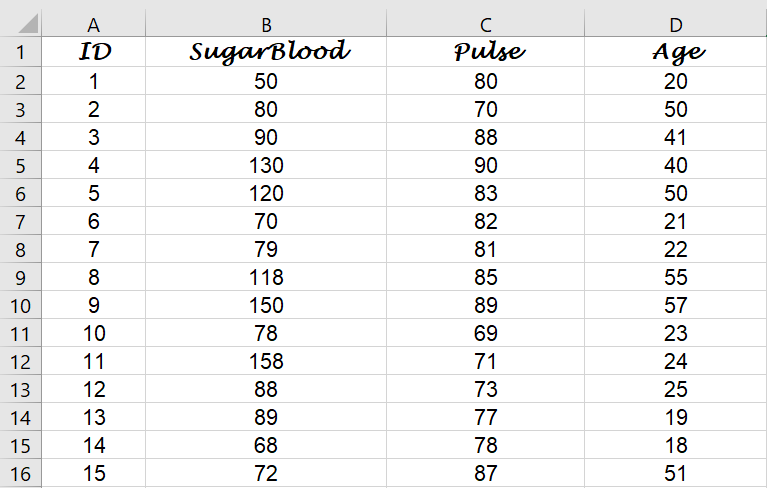 A B C D
1 ID SugarBlood Pulse Age
2 1 50 80 20
3 2 80 70 50
4 3 90 88 41
5 4 130 90 40
6 5 120 83 50
7 6 70 82 21
8 7 79 81 22
9 8 118 85 55
10 9 150 89 57
11 10 78 69 23
12 11 158 71 24
13 12 88 73 25
14 13 89 77 19
15 14 68 78 18
16 15 72 87 51